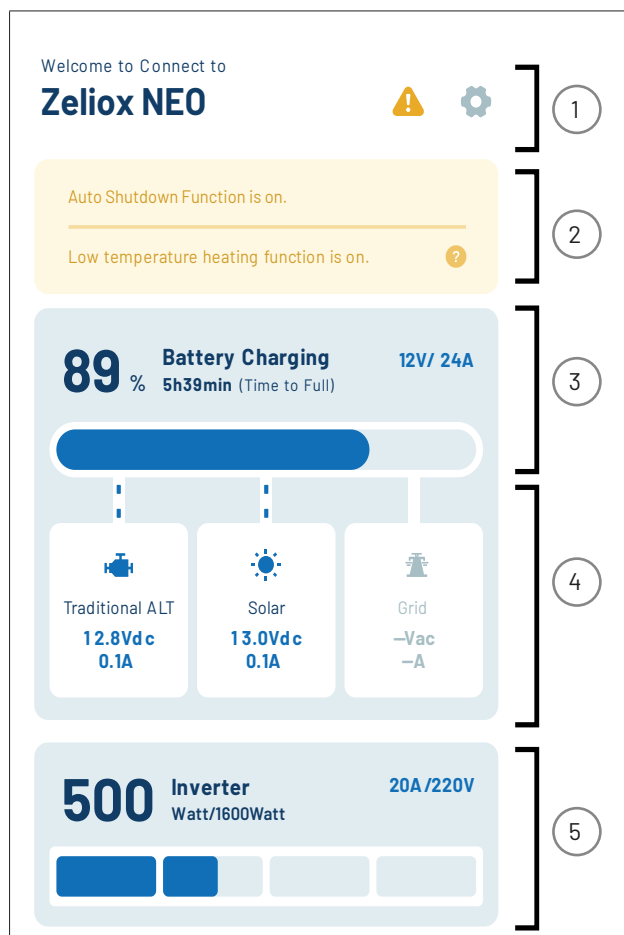 Welcome to Connect to
Zeliox NEO
1
Auto Shutdown Function is on.
2
Low temperature heating function is on. ?
89 % Battery Charging 12V/ 24A
5h39min (Time to Full)
3
4
Traditional ALT Solar Grid
12.8Vdc 13.0Vdc —Vac
0.1A 0.1A —A
500 Inverter 20A/220V
Watt/1600Watt
5